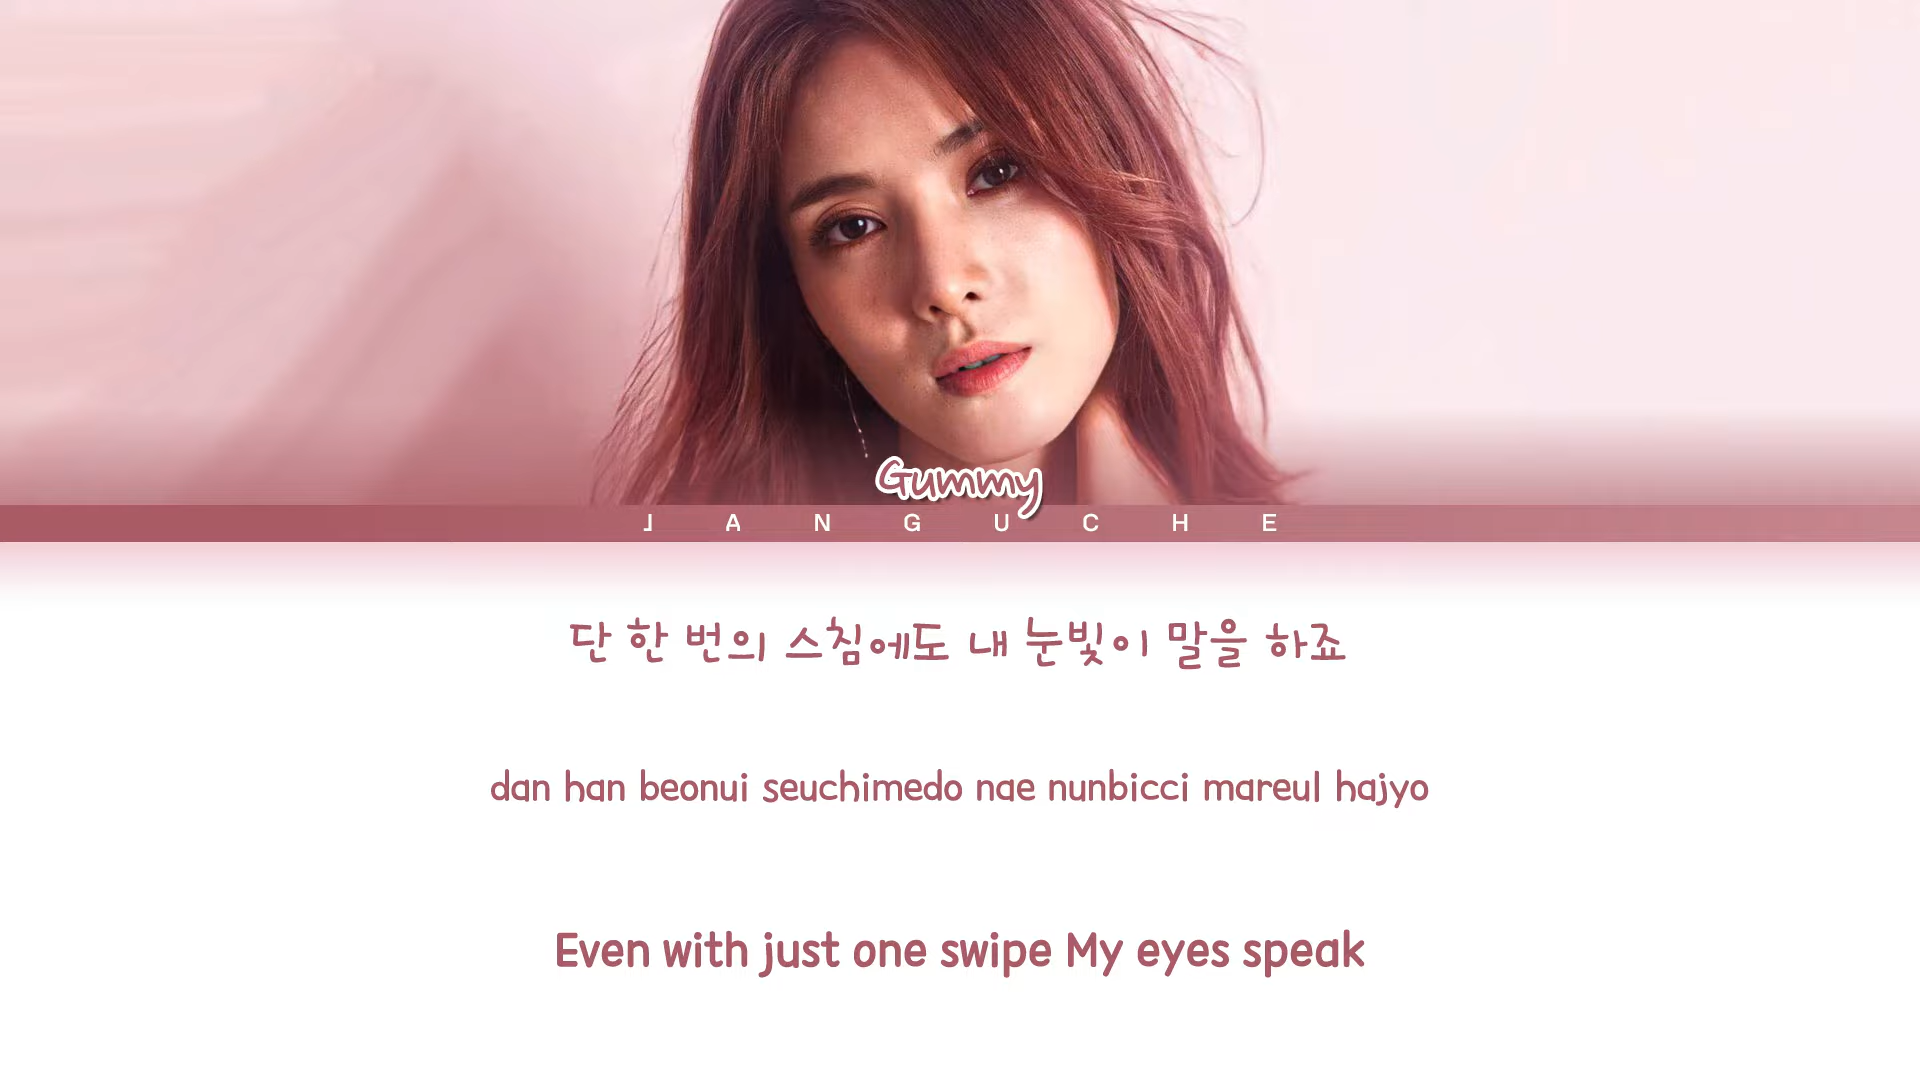 Gummy
JANGUCHE
단 한 번의 스침에도 내 눈빛이 말을 하죠
dan han beonui seuchimedo nae nunbicci mareul hajyo
Even with just one swipe My eyes speak